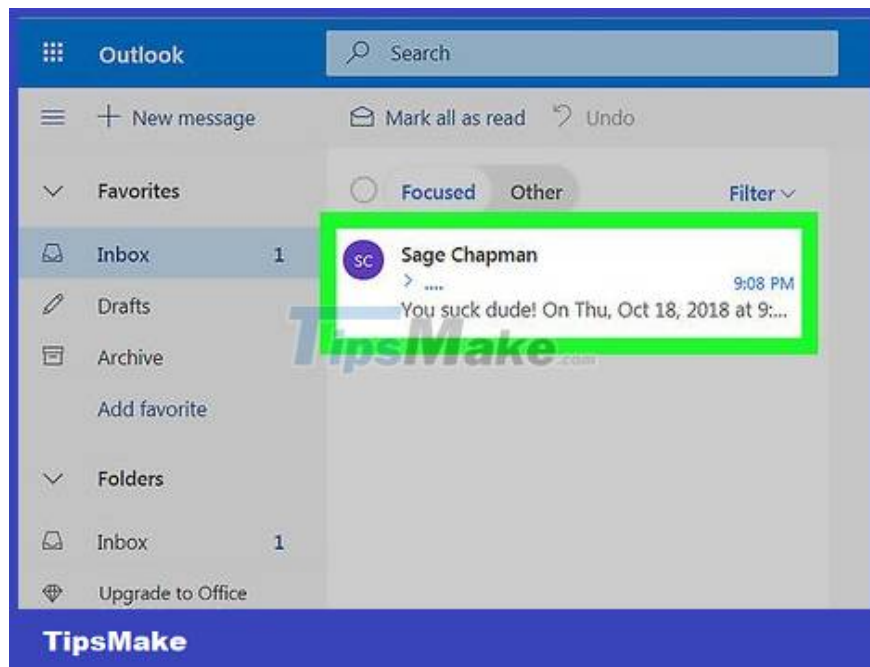 Outlook
Search
New message
Mark all as read
Undo
Favorites
Focused
Other
Filter
Inbox 1
SC
Sage Chapman
> ....
9:08 PM
You suck dude! On Thu, Oct 18, 2018 at 9:...
Drafts
TipsMake.com
Archive
Add favorite
Folders
Inbox 1
Upgrade to Office
TipsMake